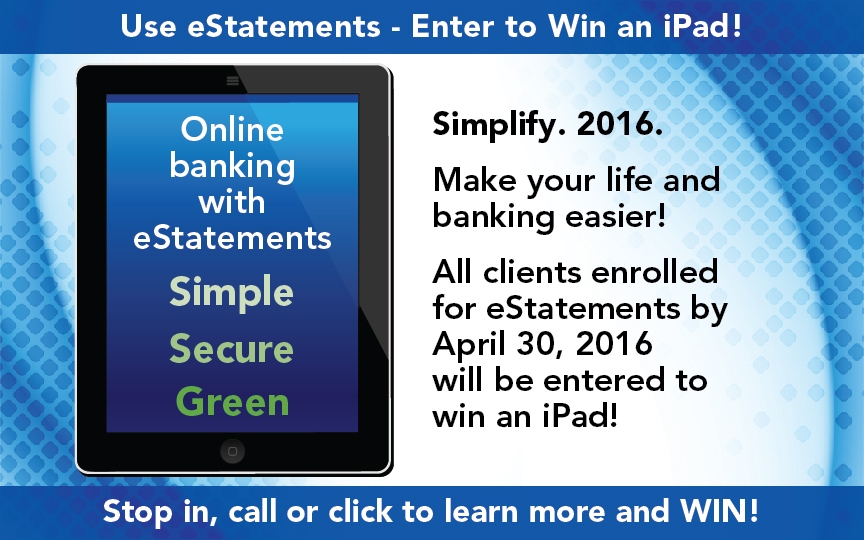 Use eStatements - Enter to Win an iPad!
Online
banking
with
eStatements
Simple
Secure
Green
Simplify. 2016.
Make your life and
banking easier!
All clients enrolled
for eStatements by
April 30, 2016
will be entered to
win an iPad!
Stop in, call or click to learn more and WIN!